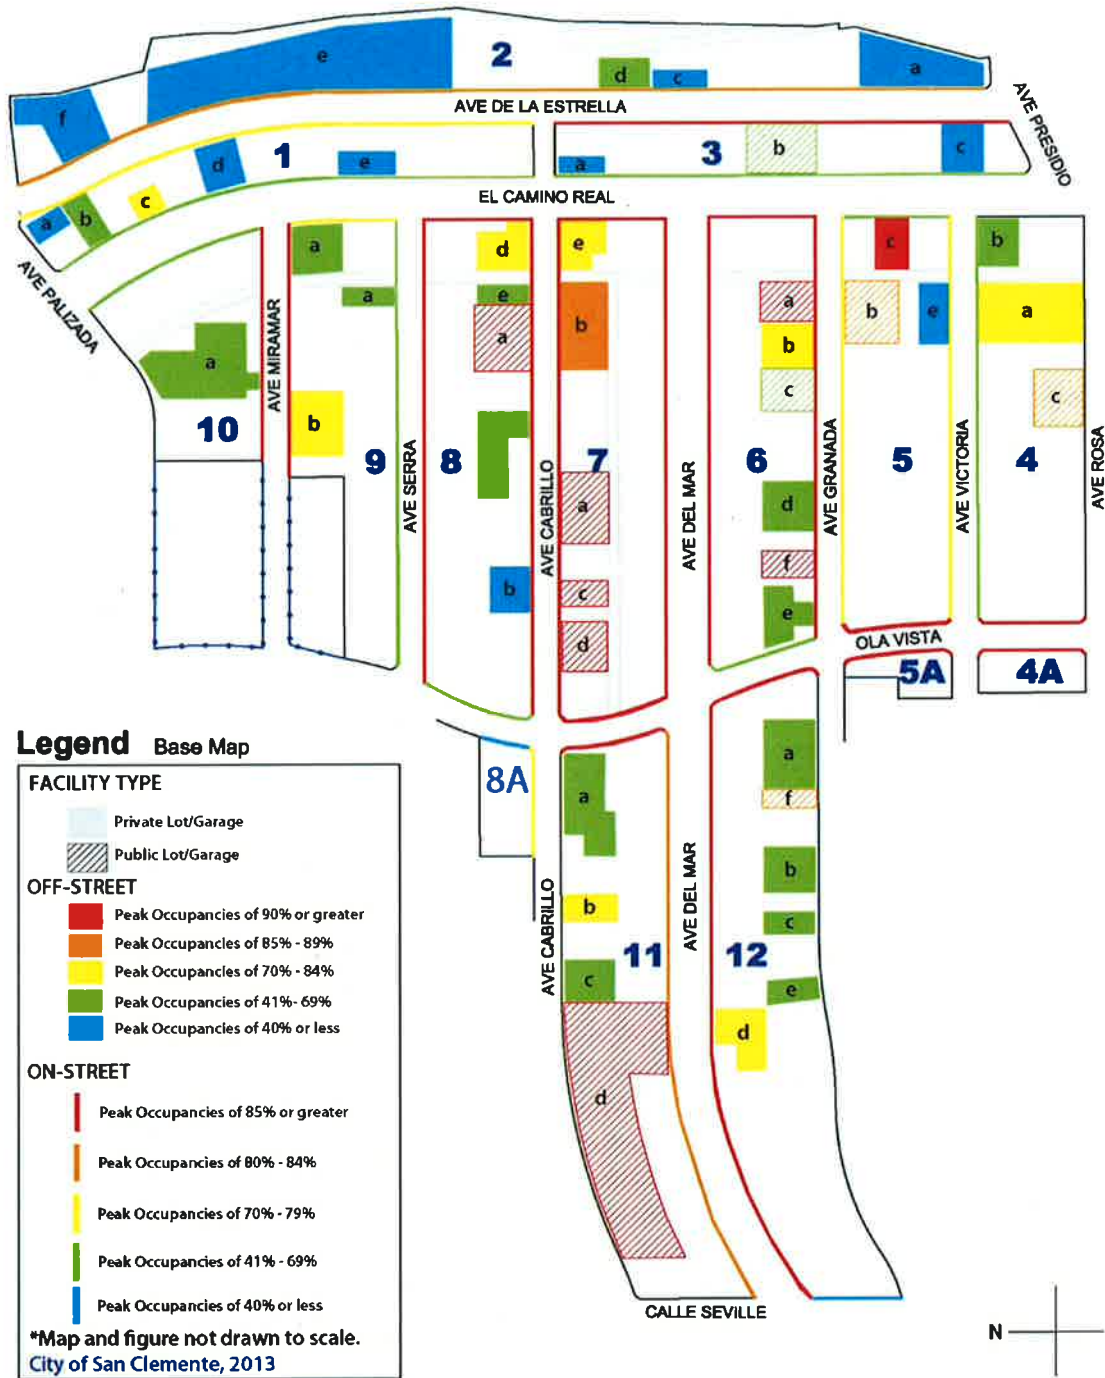 2
e
d
c
a
f
AVE DE LA ESTRELLA
AVE PRESIDIO
1
d
e
3
a
b
c
EL CAMINO REAL
a
b
c
AVE PALIZADA
a
10
AVE MIRAMAR
a
a
b
9
AVE SERRA
d
e
a
8
b
AVE CABRILLO
e
b
7
a
c
d
AVE DEL MAR
a
b
c
6
d
f
e
AVE GRANADA
c
b
e
5
AVE VICTORIA
b
a
c
4
AVE ROSA
OLA VISTA
5A
4A
8A
a
b
c
11
d
AVE CABRILLO
AVE DEL MAR
a
f
b
c
12
e
d
CALLE SEVILLE
N
Legend Base Map
FACILITY TYPE
Private Lot/Garage
Public Lot/Garage
OFF-STREET
Peak Occupancies of 90% or greater
Peak Occupancies of 85% - 89%
Peak Occupancies of 70% - 84%
Peak Occupancies of 41%- 69%
Peak Occupancies of 40% or less
ON-STREET
Peak Occupancies of 85% or greater
Peak Occupancies of 80% - 84%
Peak Occupancies of 70% - 79%
Peak Occupancies of 41% - 69%
Peak Occupancies of 40% or less
*Map and figure not drawn to scale.
City of San Clemente, 2013